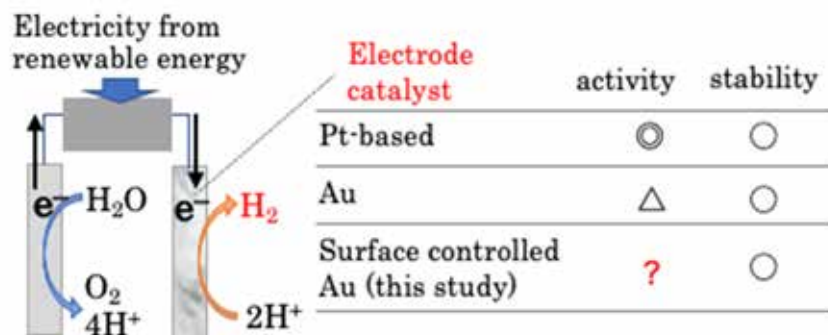 Electricity from
renewable energy
e⁻
H₂O
O₂
4H⁺
e⁻
H₂
2H⁺
Electrode
catalyst
activity stability
Pt-based ◎ ○
Au △ ○
Surface controlled
Au (this study) ? ○